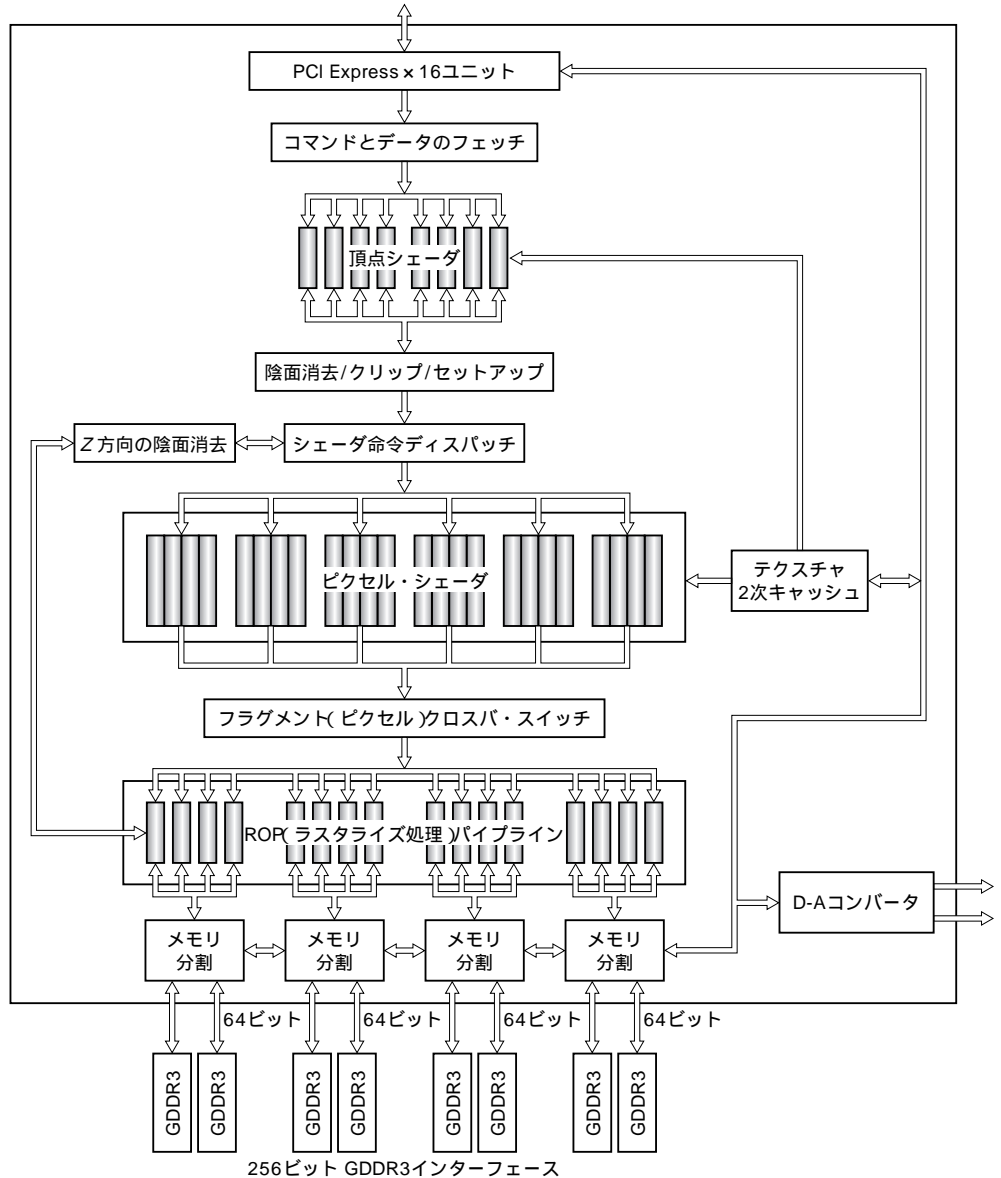 PCI Express×16ユニット
コマンドとデータのフェッチ
頂点シェーダ
陰面消去/クリップ/セットアップ
Z方向の陰面消去
シェーダ命令ディスパッチ
ピクセル・シェーダ
テクスチャ
2次キャッシュ
フラグメント(ピクセル)クロスバ・スイッチ
ROP(ラスタライズ処理)パイプライン
D-Aコンバータ
メモリ
分割
メモリ
分割
メモリ
分割
メモリ
分割
64ビット
64ビット
64ビット
64ビット
GDDR3
GDDR3
GDDR3
GDDR3
GDDR3
GDDR3
GDDR3
GDDR3
256ビット GDDR3インターフェース